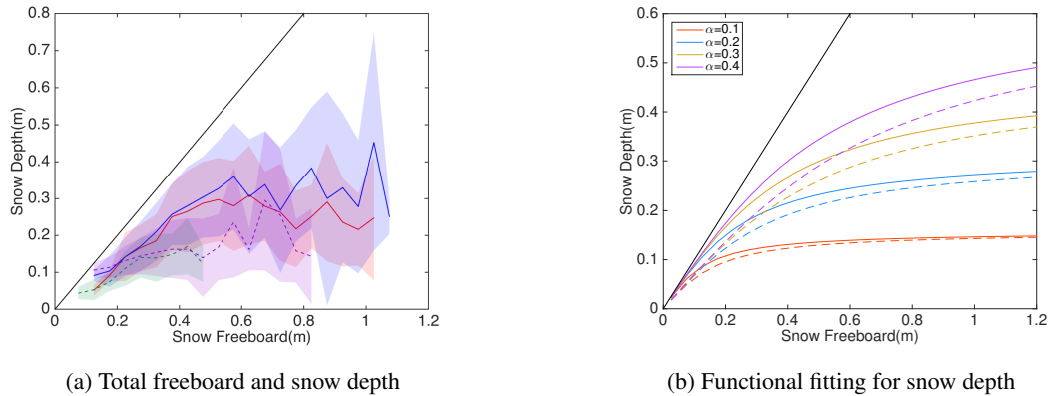 0.8
0.7
0.6
0.5
0.4
0.3
0.2
0.1
0
Snow Depth(m)
0 0.2 0.4 0.6 0.8 1 1.2
Snow Freeboard(m)
(a) Total freeboard and snow depth
0.6
0.5
0.4
0.3
0.2
0.1
0
Snow Depth(m)
α=0.1
α=0.2
α=0.3
α=0.4
0 0.2 0.4 0.6 0.8 1 1.2
Snow Freeboard(m)
(b) Functional fitting for snow depth